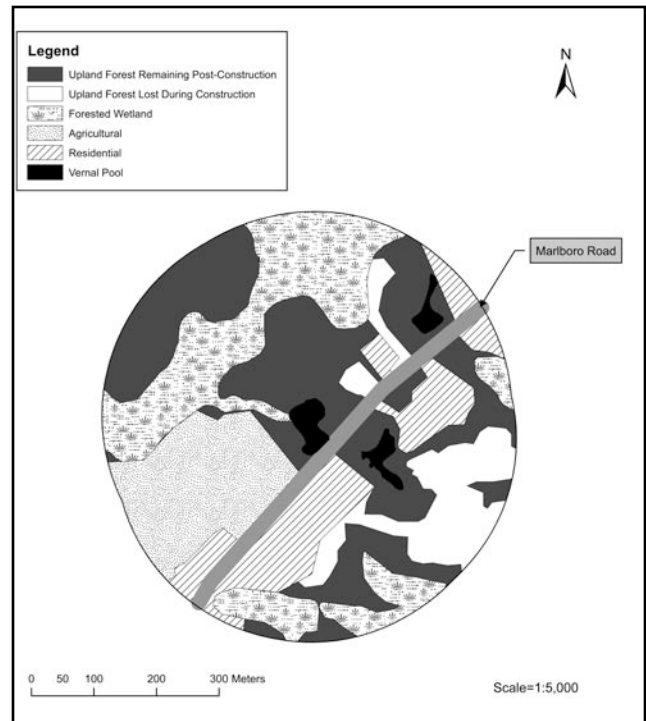 Legend
Upland Forest Remaining Post-Construction
Upland Forest Lost During Construction
Forested Wetland
Agricultural
Residential
Vernal Pool
N
Marlboro Road
0 50 100 200 300 Meters
Scale=1:5,000